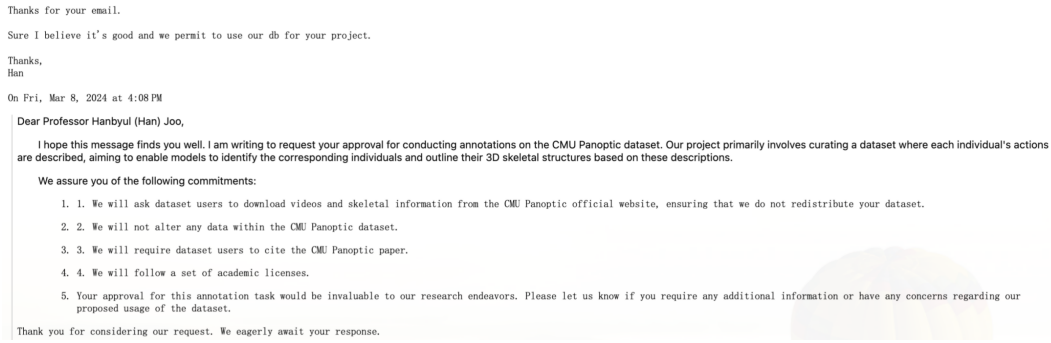 Thanks for your email.
Sure I believe it's good and we permit to use our db for your project.
Thanks,
Han
On Fri, Mar 8, 2024 at 4:08 PM
Dear Professor Hanbyul (Han) Joo,
I hope this message finds you well. I am writing to request your approval for conducting annotations on the CMU Panoptic dataset. Our project primarily involves curating a dataset where each individual's actions
are described, aiming to enable models to identify the corresponding individuals and outline their 3D skeletal structures based on these descriptions.
We assure you of the following commitments:
1. 1. We will ask dataset users to download videos and skeletal information from the CMU Panoptic official website, ensuring that we do not redistribute your dataset.
2. 2. We will not alter any data within the CMU Panoptic dataset.
3. 3. We will require dataset users to cite the CMU Panoptic paper.
4. 4. We will follow a set of academic licenses.
5. Your approval for this annotation task would be invaluable to our research endeavors. Please let us know if you require any additional information or have any concerns regarding our
proposed usage of the dataset.
Thank you for considering our request. We eagerly await your response.